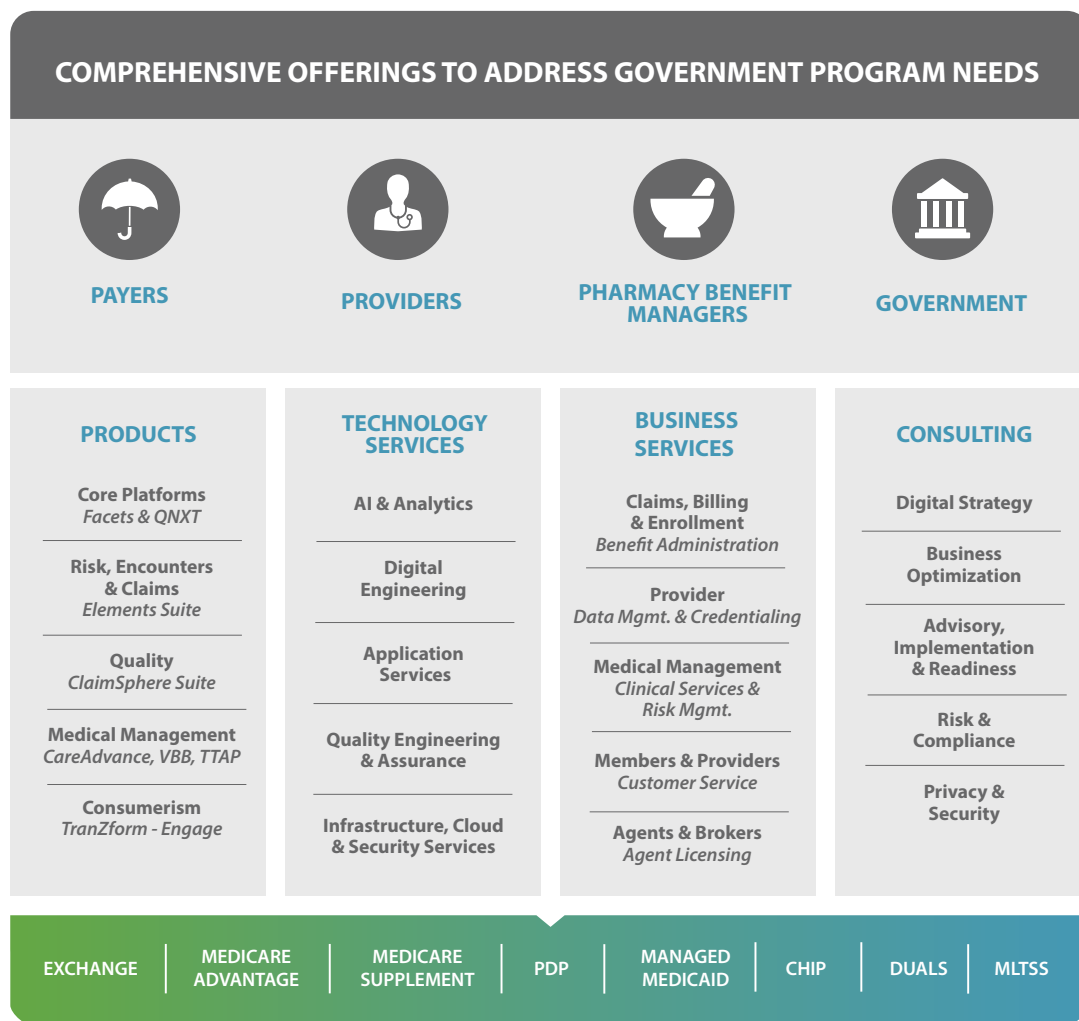 COMPREHENSIVE OFFERINGS TO ADDRESS GOVERNMENT PROGRAM NEEDS
PAYERS
PROVIDERS
PHARMACY BENEFIT
MANAGERS
GOVERNMENT
PRODUCTS
Core Platforms
Facets & QNXT
Risk, Encounters
& Claims
Elements Suite
Quality
ClaimSphere Suite
Medical Management
CareAdvance, VBB, TTAP
Consumerism
TranZform - Engage
TECHNOLOGY
SERVICES
AI & Analytics
Digital
Engineering
Application
Services
Quality Engineering
& Assurance
Infrastructure, Cloud
& Security Services
BUSINESS
SERVICES
Claims, Billing
& Enrollment
Benefit Administration
Provider
Data Mgmt. & Credentialing
Medical Management
Clinical Services &
Risk Mgmt.
Members & Providers
Customer Service
Agents & Brokers
Agent Licensing
CONSULTING
Digital Strategy
Business
Optimization
Advisory,
Implementation
& Readiness
Risk &
Compliance
Privacy &
Security
EXCHANGE
MEDICARE
ADVANTAGE
MEDICARE
SUPPLEMENT
PDP
MANAGED
MEDICAID
CHIP
DUALS
MLTSS